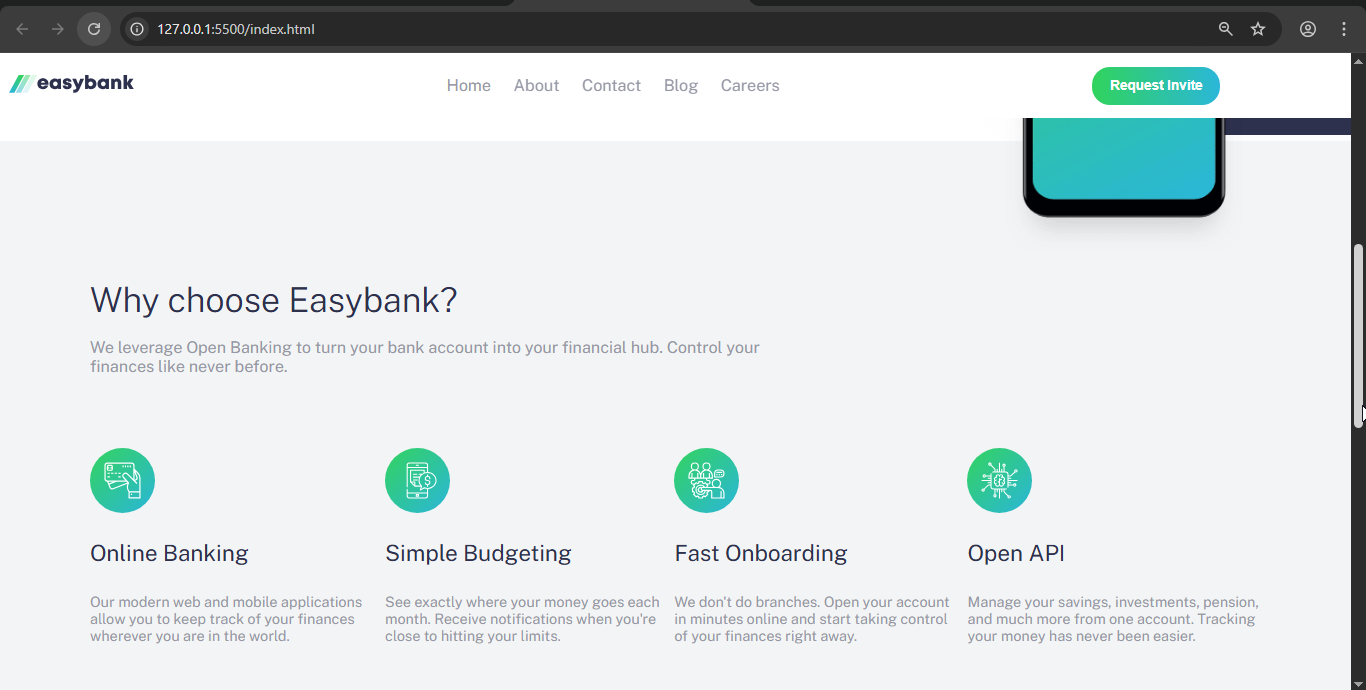 127.0.0.1:5500/index.html
easybank
Home About Contact Blog Careers
Request Invite
Why choose Easybank?
We leverage Open Banking to turn your bank account into your financial hub. Control your
finances like never before.
Online Banking
Our modern web and mobile applications
allow you to keep track of your finances
wherever you are in the world.
Simple Budgeting
See exactly where your money goes each
month. Receive notifications when you're
close to hitting your limits.
Fast Onboarding
We don't do branches. Open your account
in minutes online and start taking control
of your finances right away.
Open API
Manage your savings, investments, pension,
and much more from one account. Tracking
your money has never been easier.